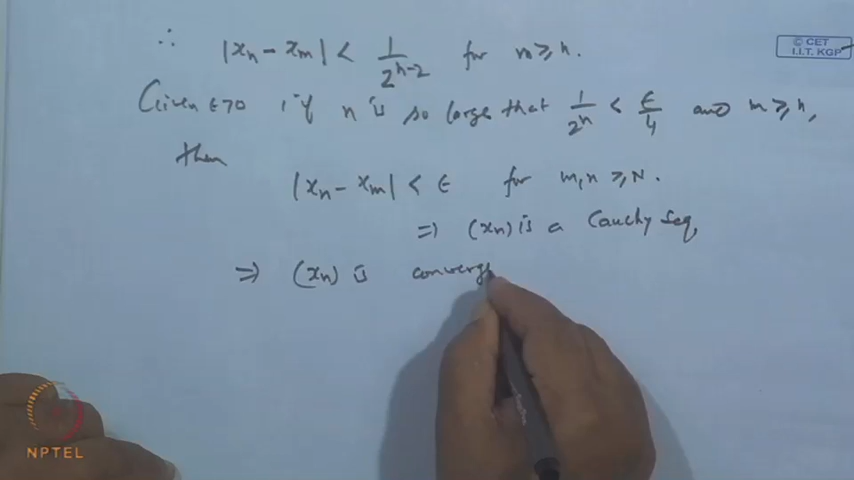 ∴ |xn - xm| < 1/2^(n-2) for m ≥ n.
© CET
I.I.T. KGP
Given ϵ>0 if n is so large that 1/2^n < ϵ/4 and m ≥ n,
then
|xn - xm| < ϵ for m,n ≥ N.
⇒ (xn) is a Cauchy Seq,
⇒ (xn) is converge
NPTEL